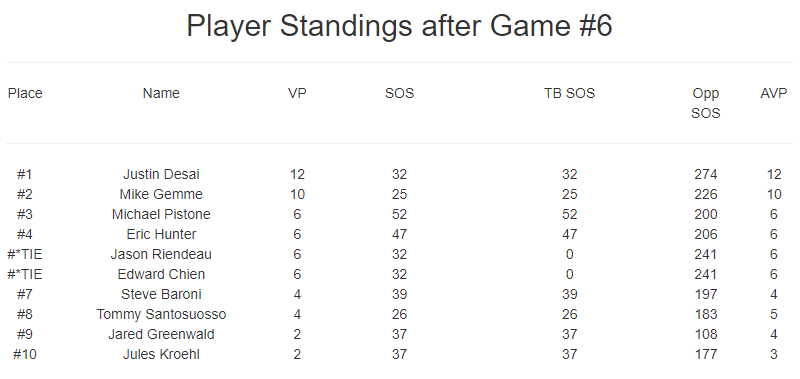 Player Standings after Game #6
Place Name VP SOS TB SOS Opp SOS AVP
#1 Justin Desai 12 32 32 274 12
#2 Mike Gemme 10 25 25 226 10
#3 Michael Pistone 6 52 52 200 6
#4 Eric Hunter 6 47 47 206 6
#*TIE Jason Riendeau 6 32 0 241 6
#*TIE Edward Chien 6 32 0 241 6
#7 Steve Baroni 4 39 39 197 4
#8 Tommy Santosuosso 4 26 26 183 5
#9 Jared Greenwald 2 37 37 108 4
#10 Jules Kroehl 2 37 37 177 3